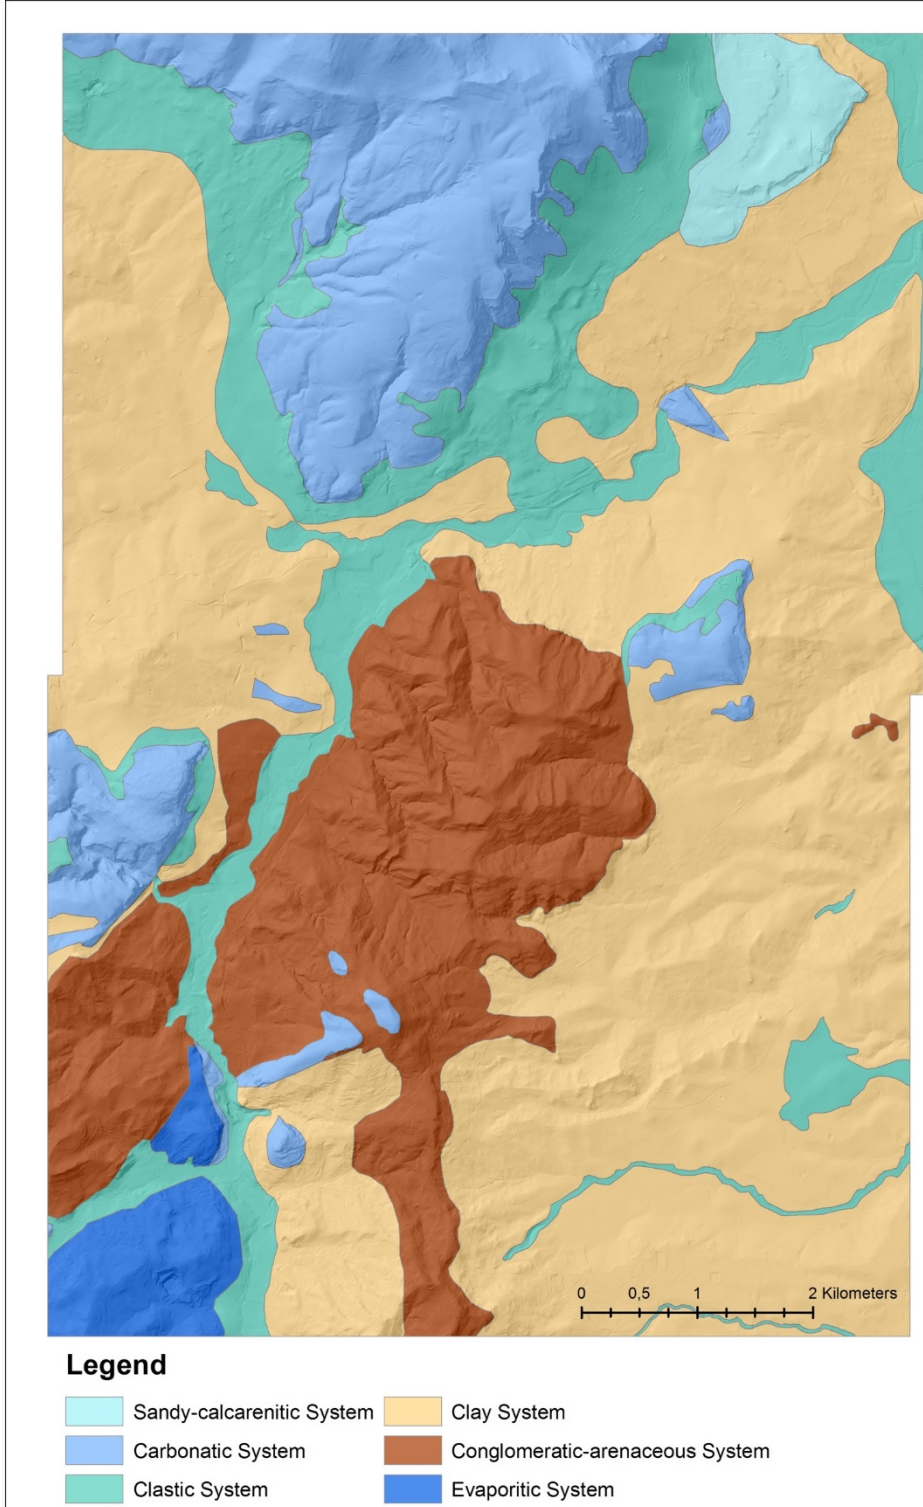 0 0,5 1 2 Kilometers
Legend
Sandy-calcarenitic System
Clay System
Carbonatic System
Conglomeratic-arenaceous System
Clastic System
Evaporitic System